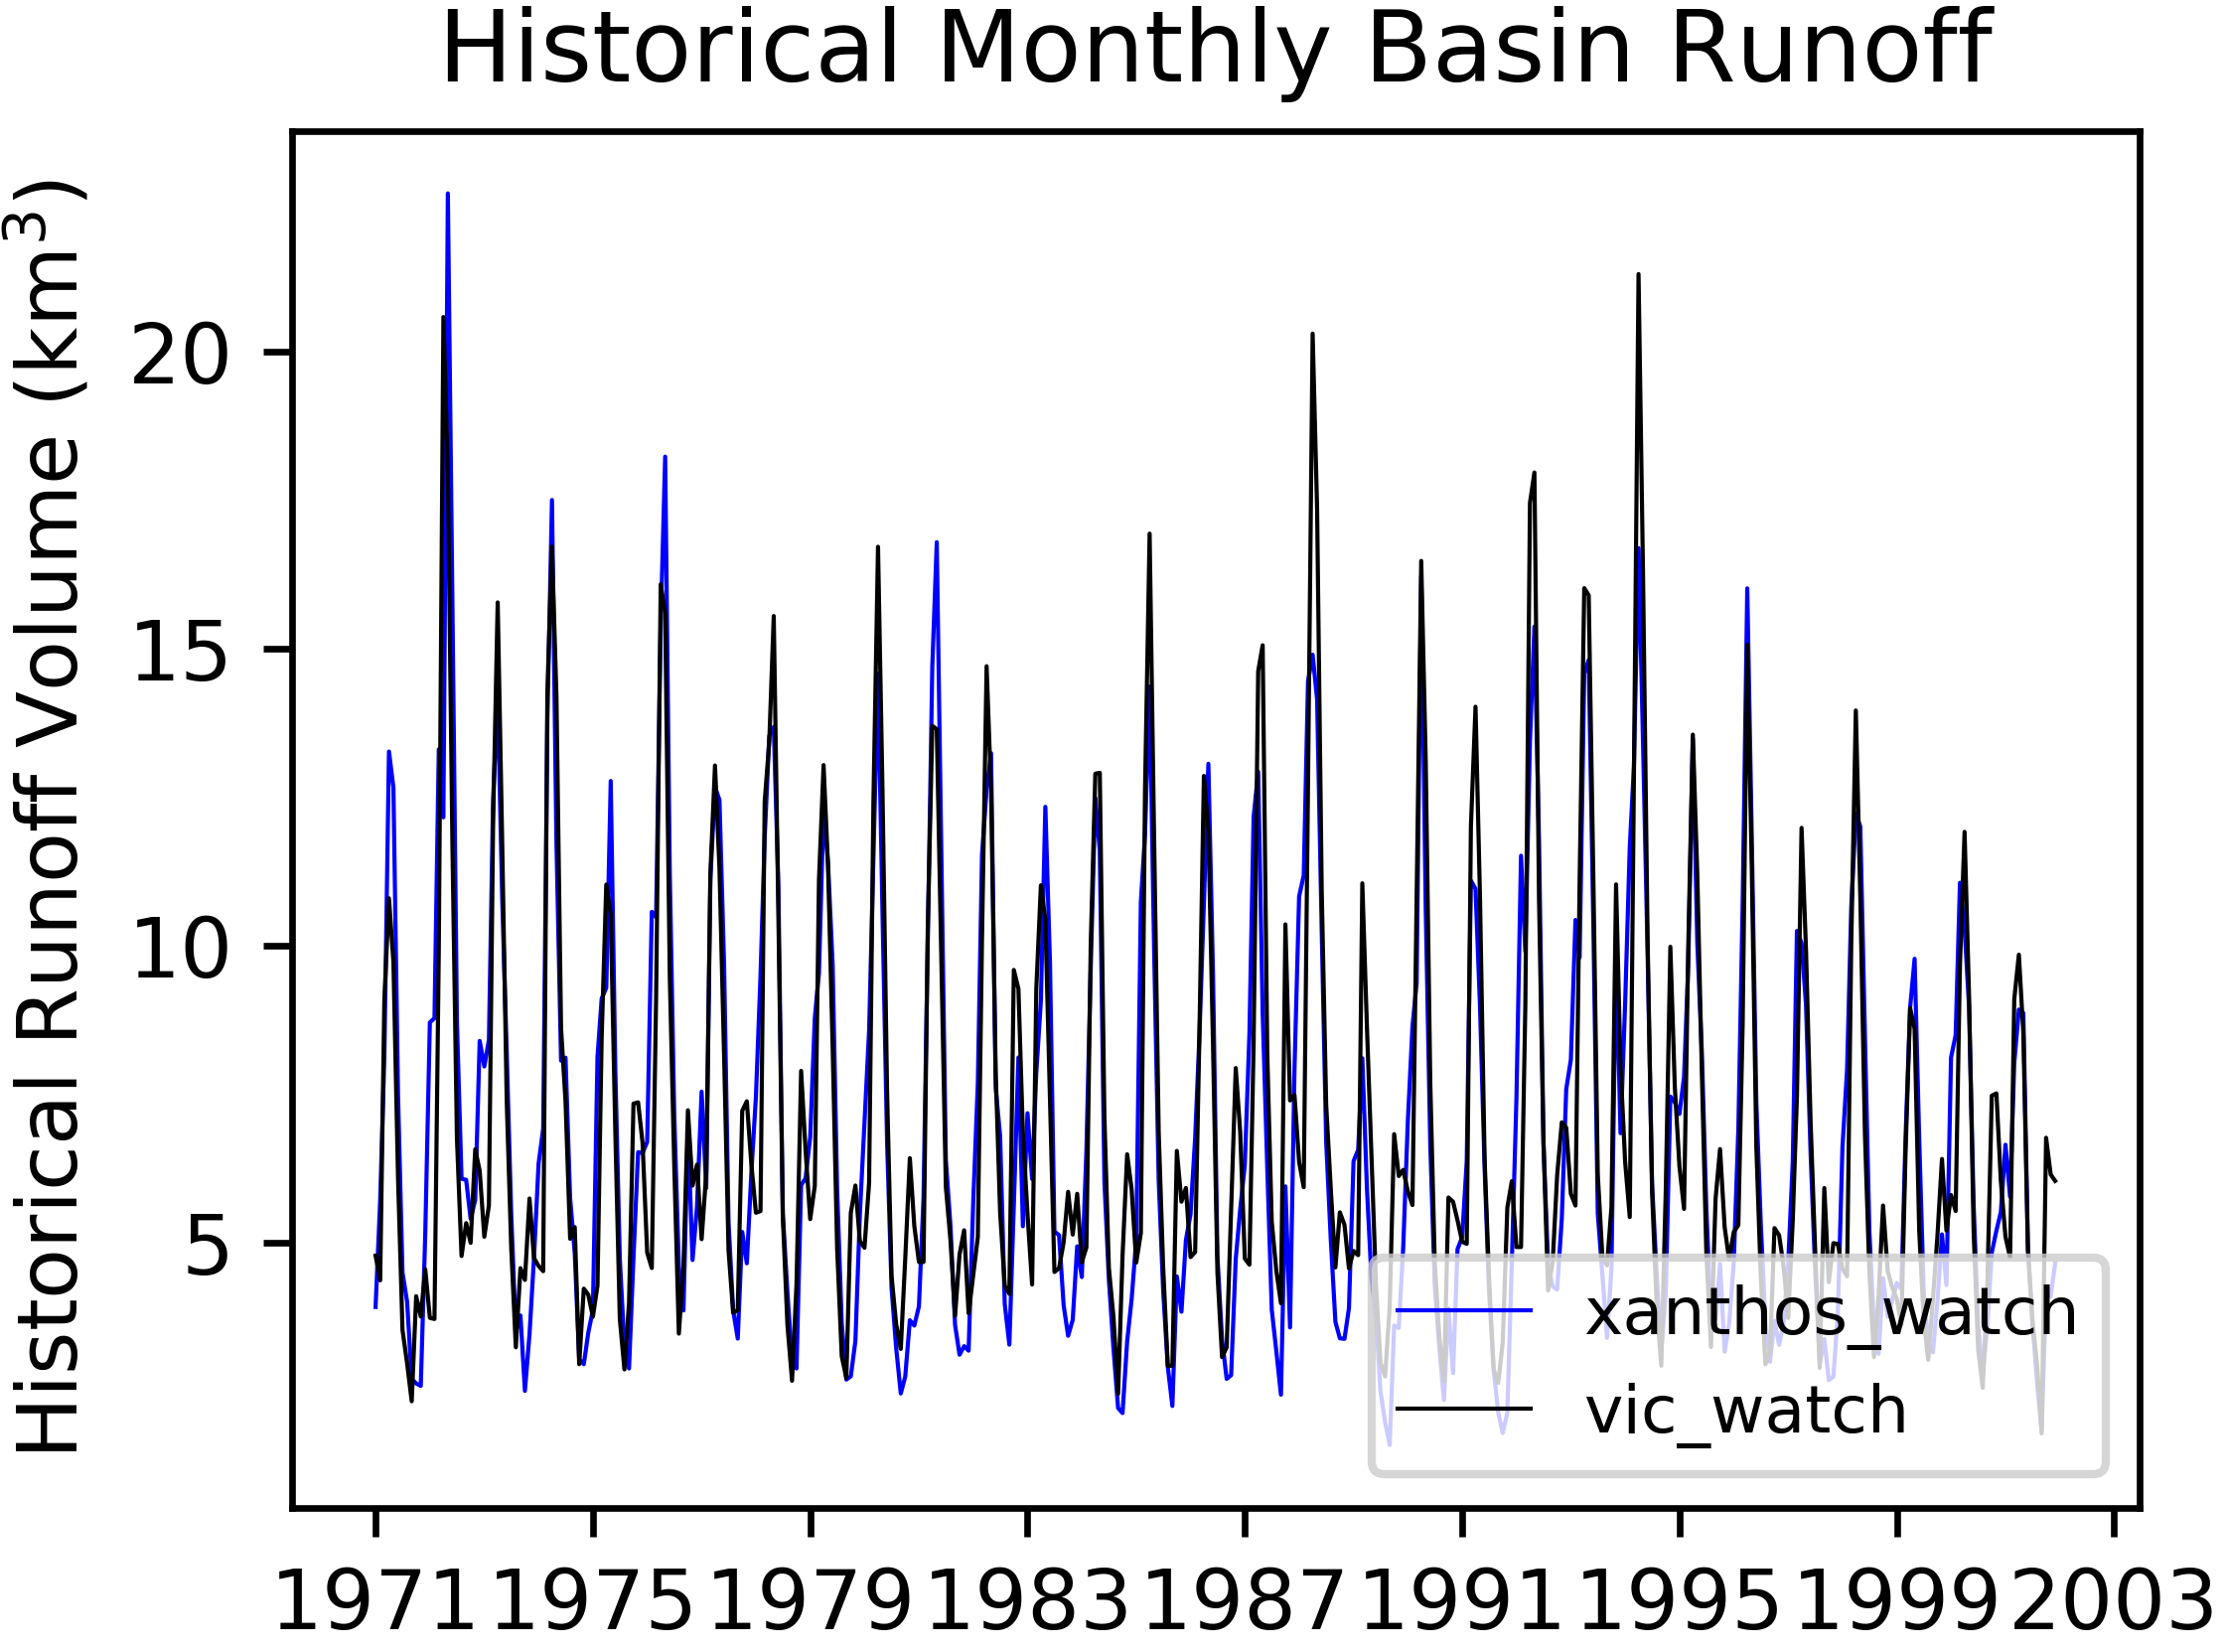 Historical Monthly Basin Runoff
Historical Runoff Volume (km³)
20
15
10
5
xanthos_watch
vic_watch
1971 1975 1979 1983 1987 1991 1995 1999 2003